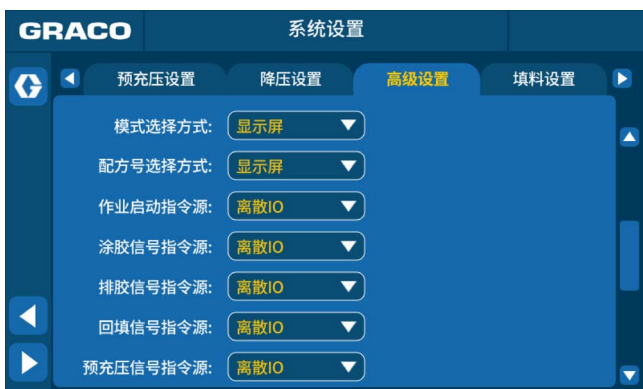 GRACO 系统设置
预充压设置 降压设置 高级设置 填料设置
模式选择方式: 显示屏
配方号选择方式: 显示屏
作业启动指令源: 离散IO
涂胶信号指令源: 离散IO
排胶信号指令源: 离散IO
回填信号指令源: 离散IO
预充压信号指令源: 离散IO